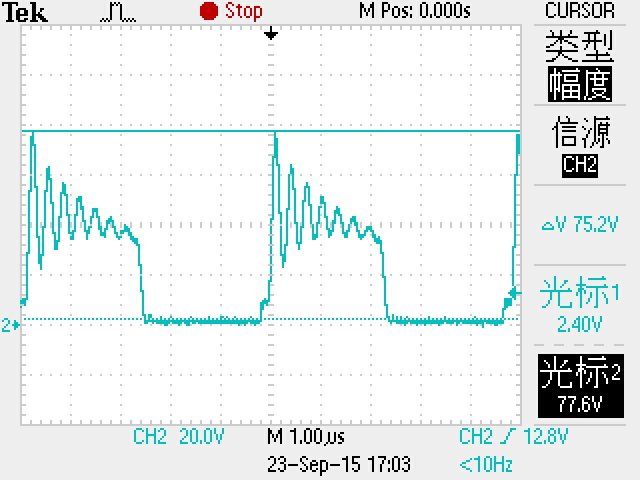 Tek Stop M Pos: 0.000s CURSOR
类型
幅度
信源
CH2
△V 75.2V
光标1
2.40V
2
光标2
77.6V
CH2 20.0V M 1.00µs CH2 12.8V
23-Sep-15 17:03 <10Hz